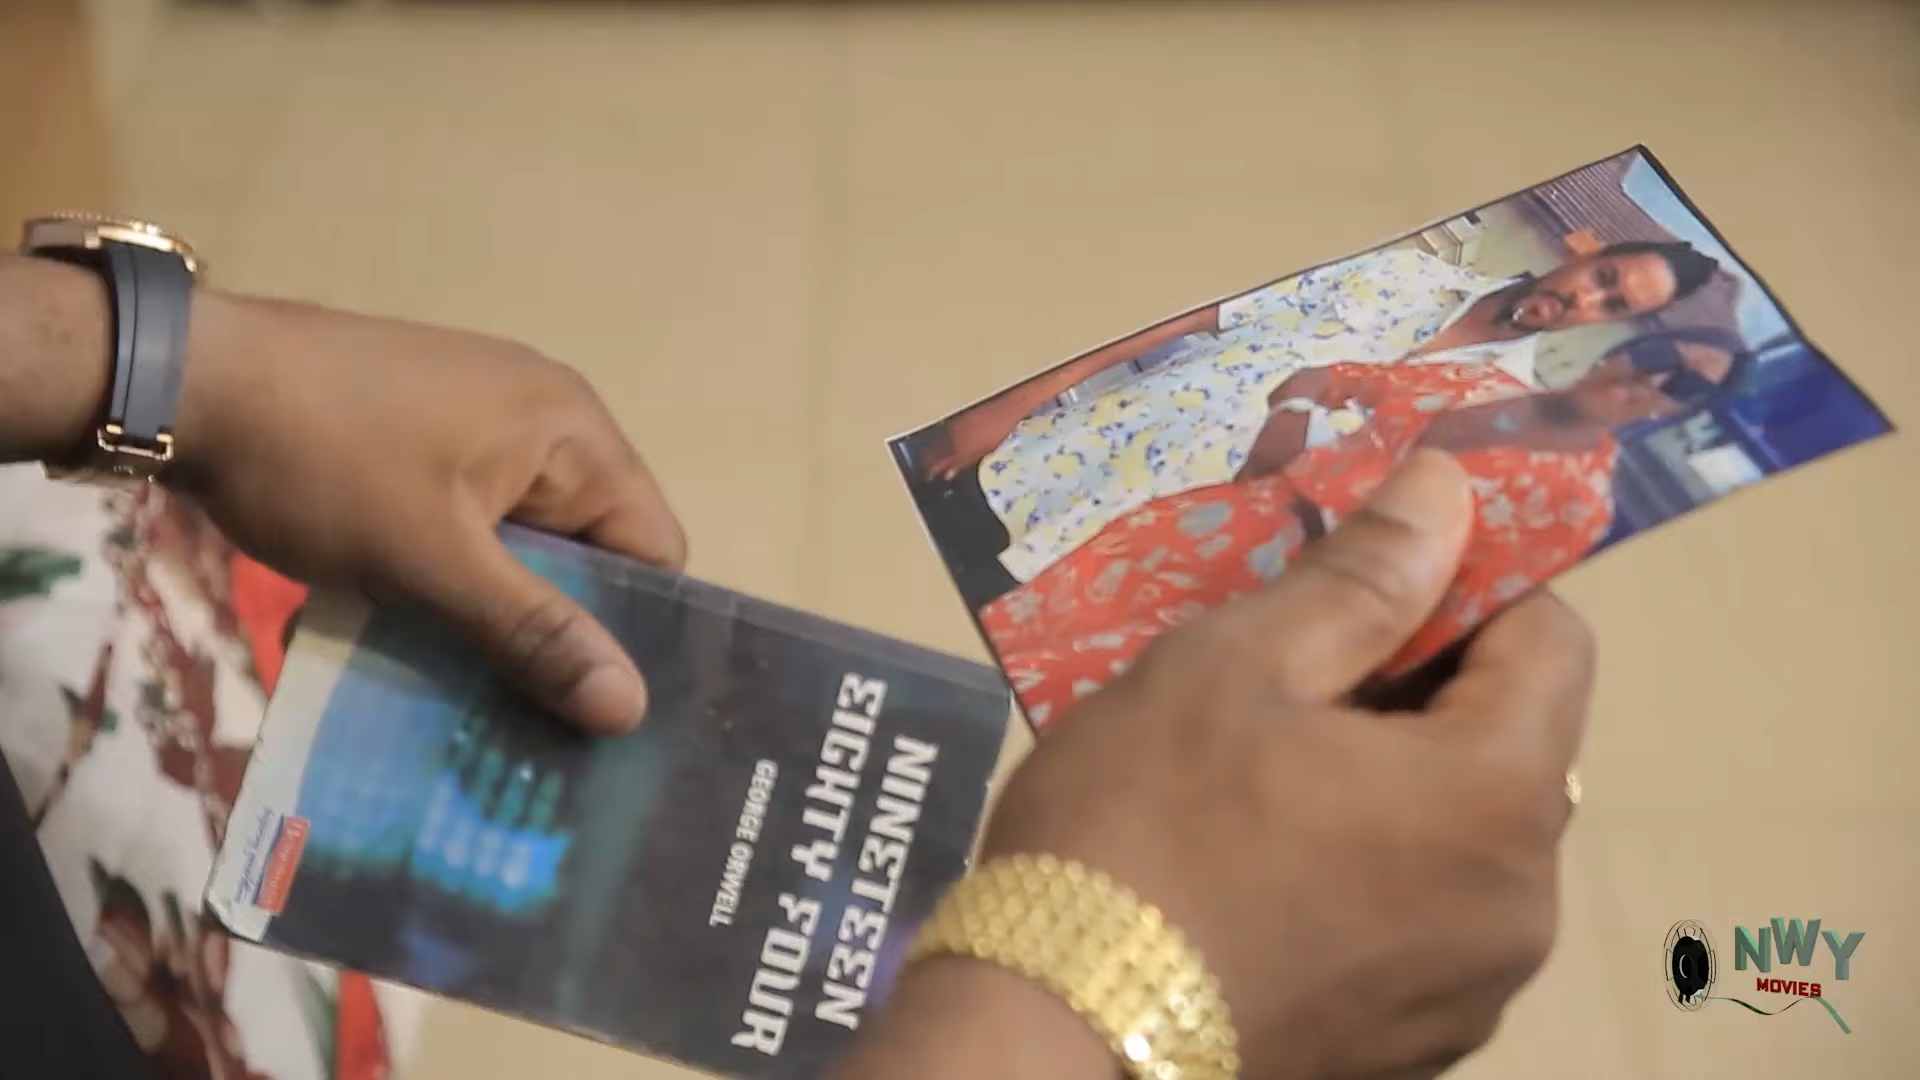 NINETEEN
EIGHTY FOUR
GEORGE ORWELL
NWY
MOVIES